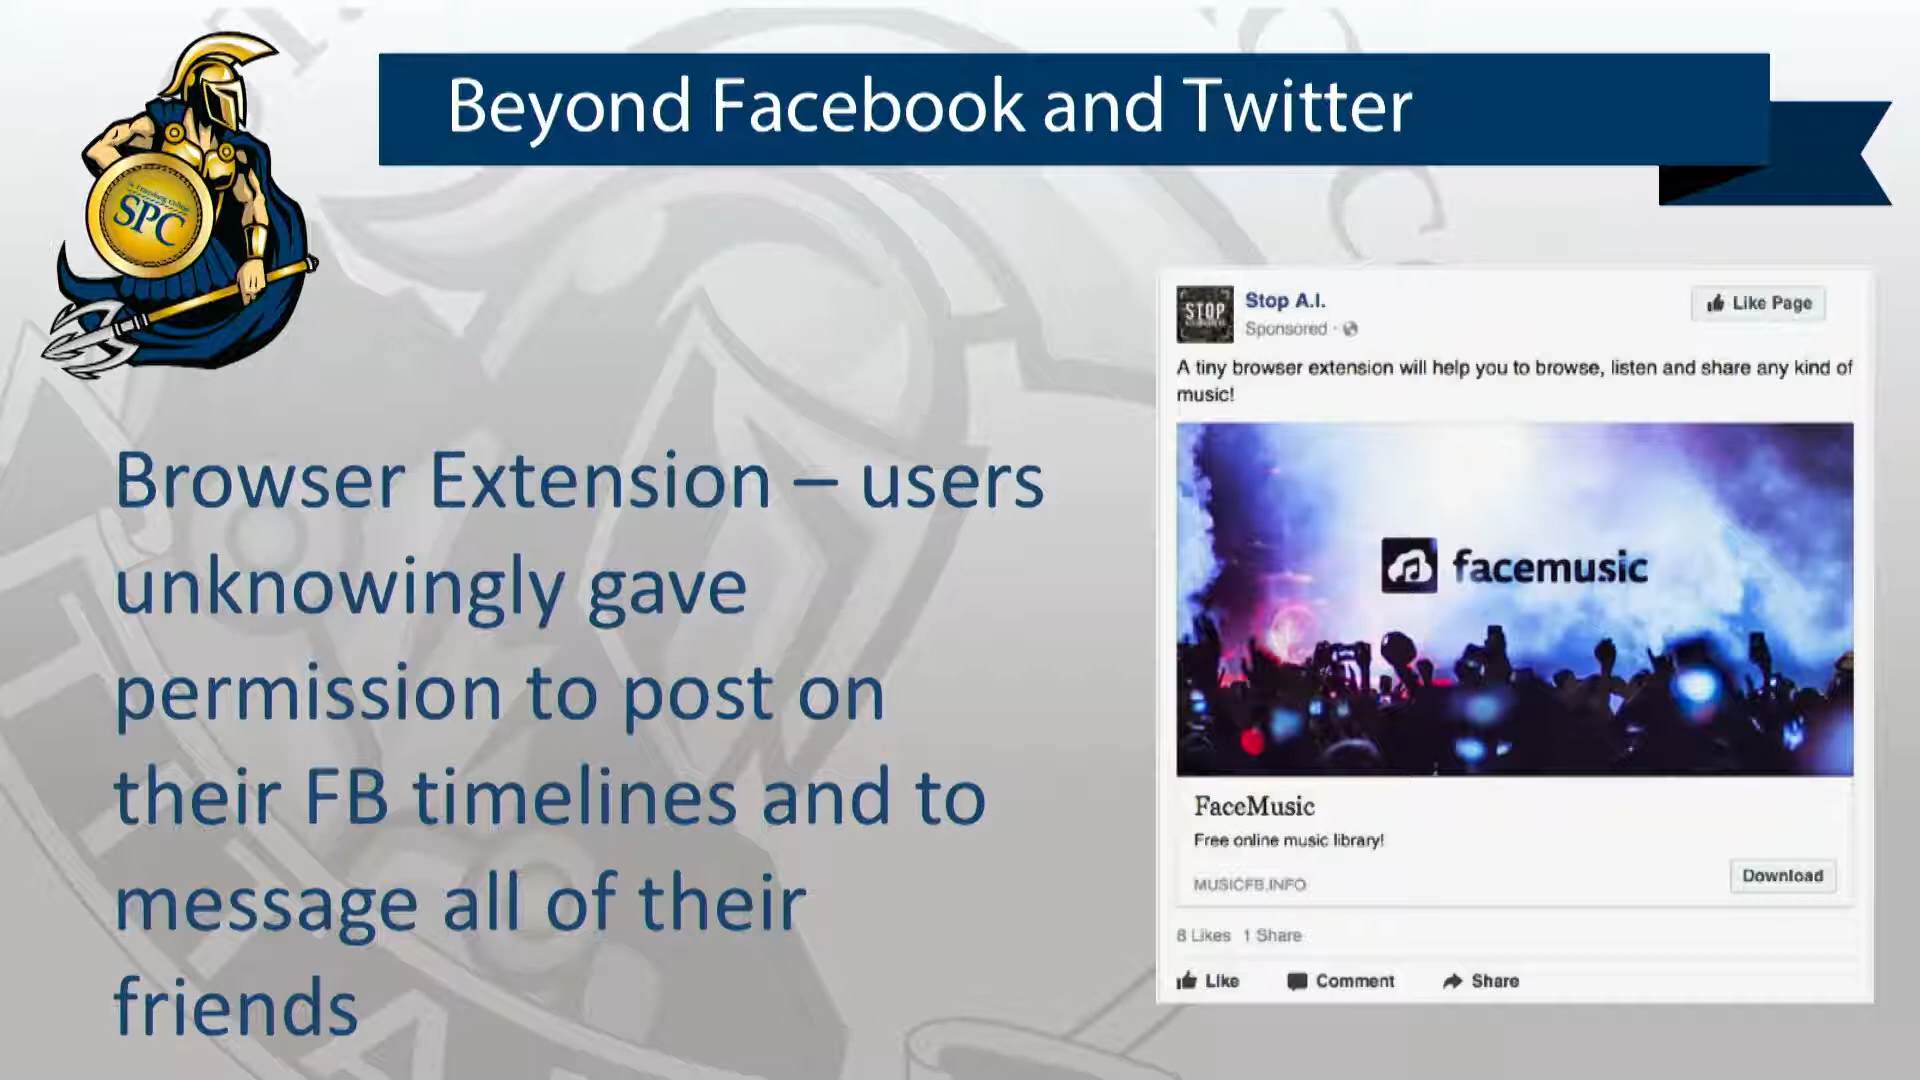 Beyond Facebook and Twitter
SPC
Browser Extension – users
unknowingly gave
permission to post on
their FB timelines and to
message all of their
friends
STOP
Stop A.I.
Sponsored ·
Like Page
A tiny browser extension will help you to browse, listen and share any kind of
music!
facemusic
FaceMusic
Free online music library!
MUSICFB.INFO
Download
8 Likes 1 Share
Like Comment Share